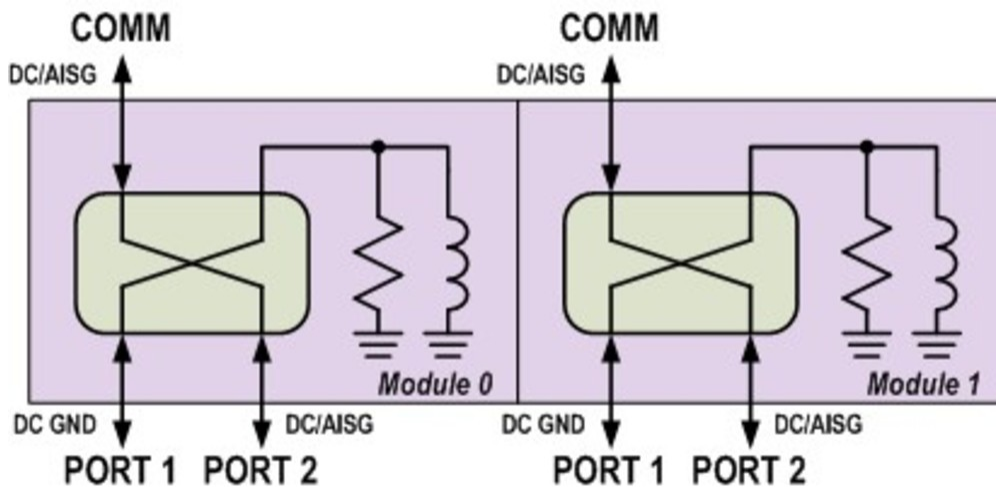 COMM COMM
DC/AISG DC/AISG
Module 0 Module 1
DC GND DC/AISG DC GND DC/AISG
PORT 1 PORT 2 PORT 1 PORT 2